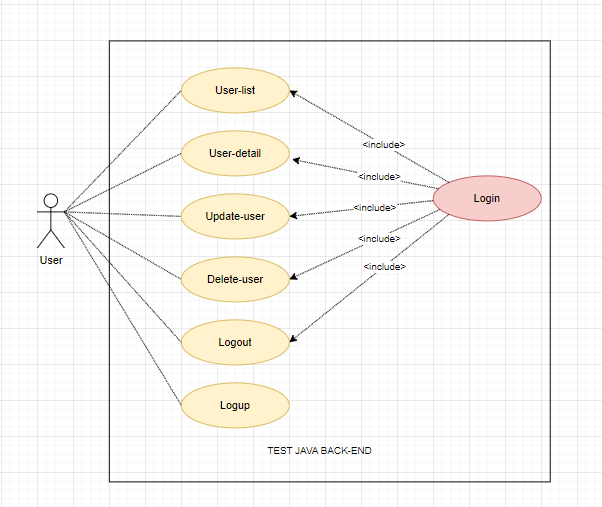 User-list
<include>
User-detail
<include>
Login
Update-user
<include>
User
<include>
Delete-user
<include>
Logout
Logup
TEST JAVA BACK-END